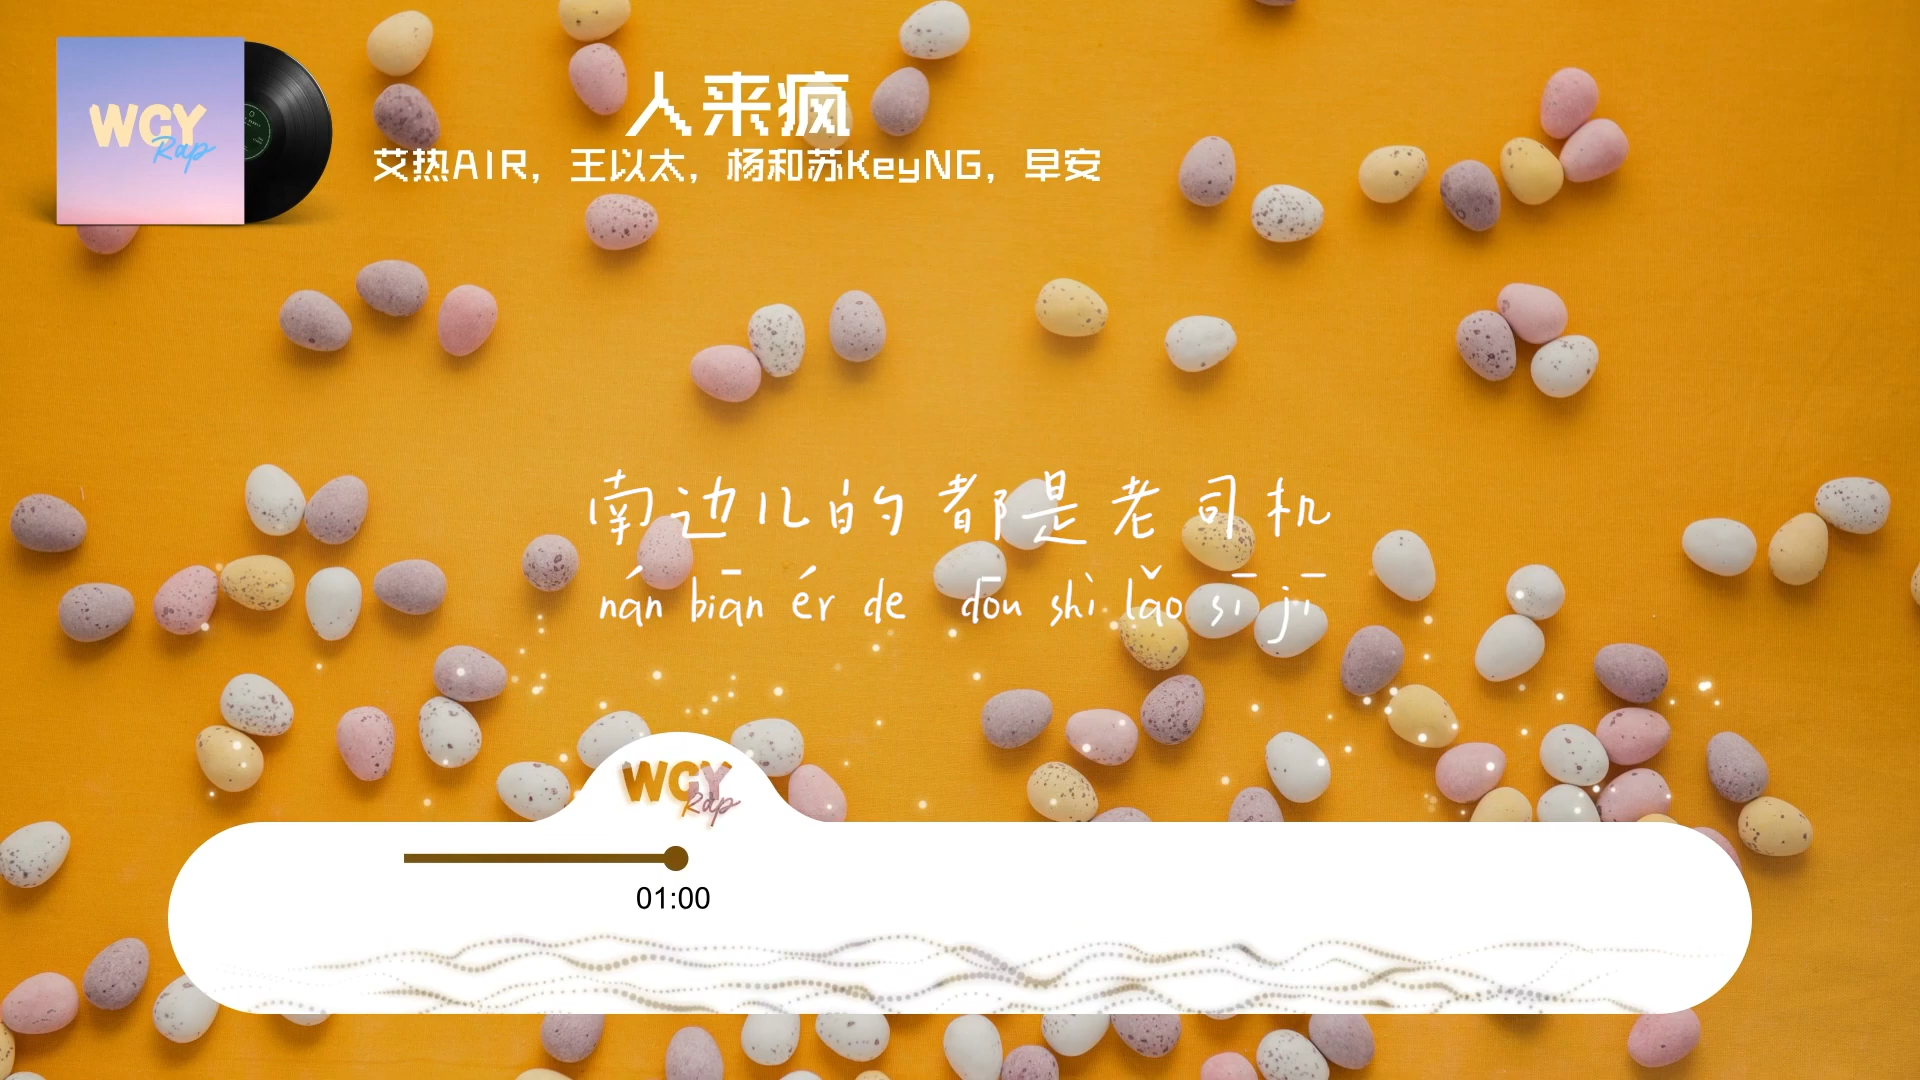 WCY
Rap
人来疯
艾热AIR，王以太，杨和苏KeyNG，早安
南边儿的 都是老司机
nán biān ér de dōu shì lǎo sī jī
WCY
Rap
01:00